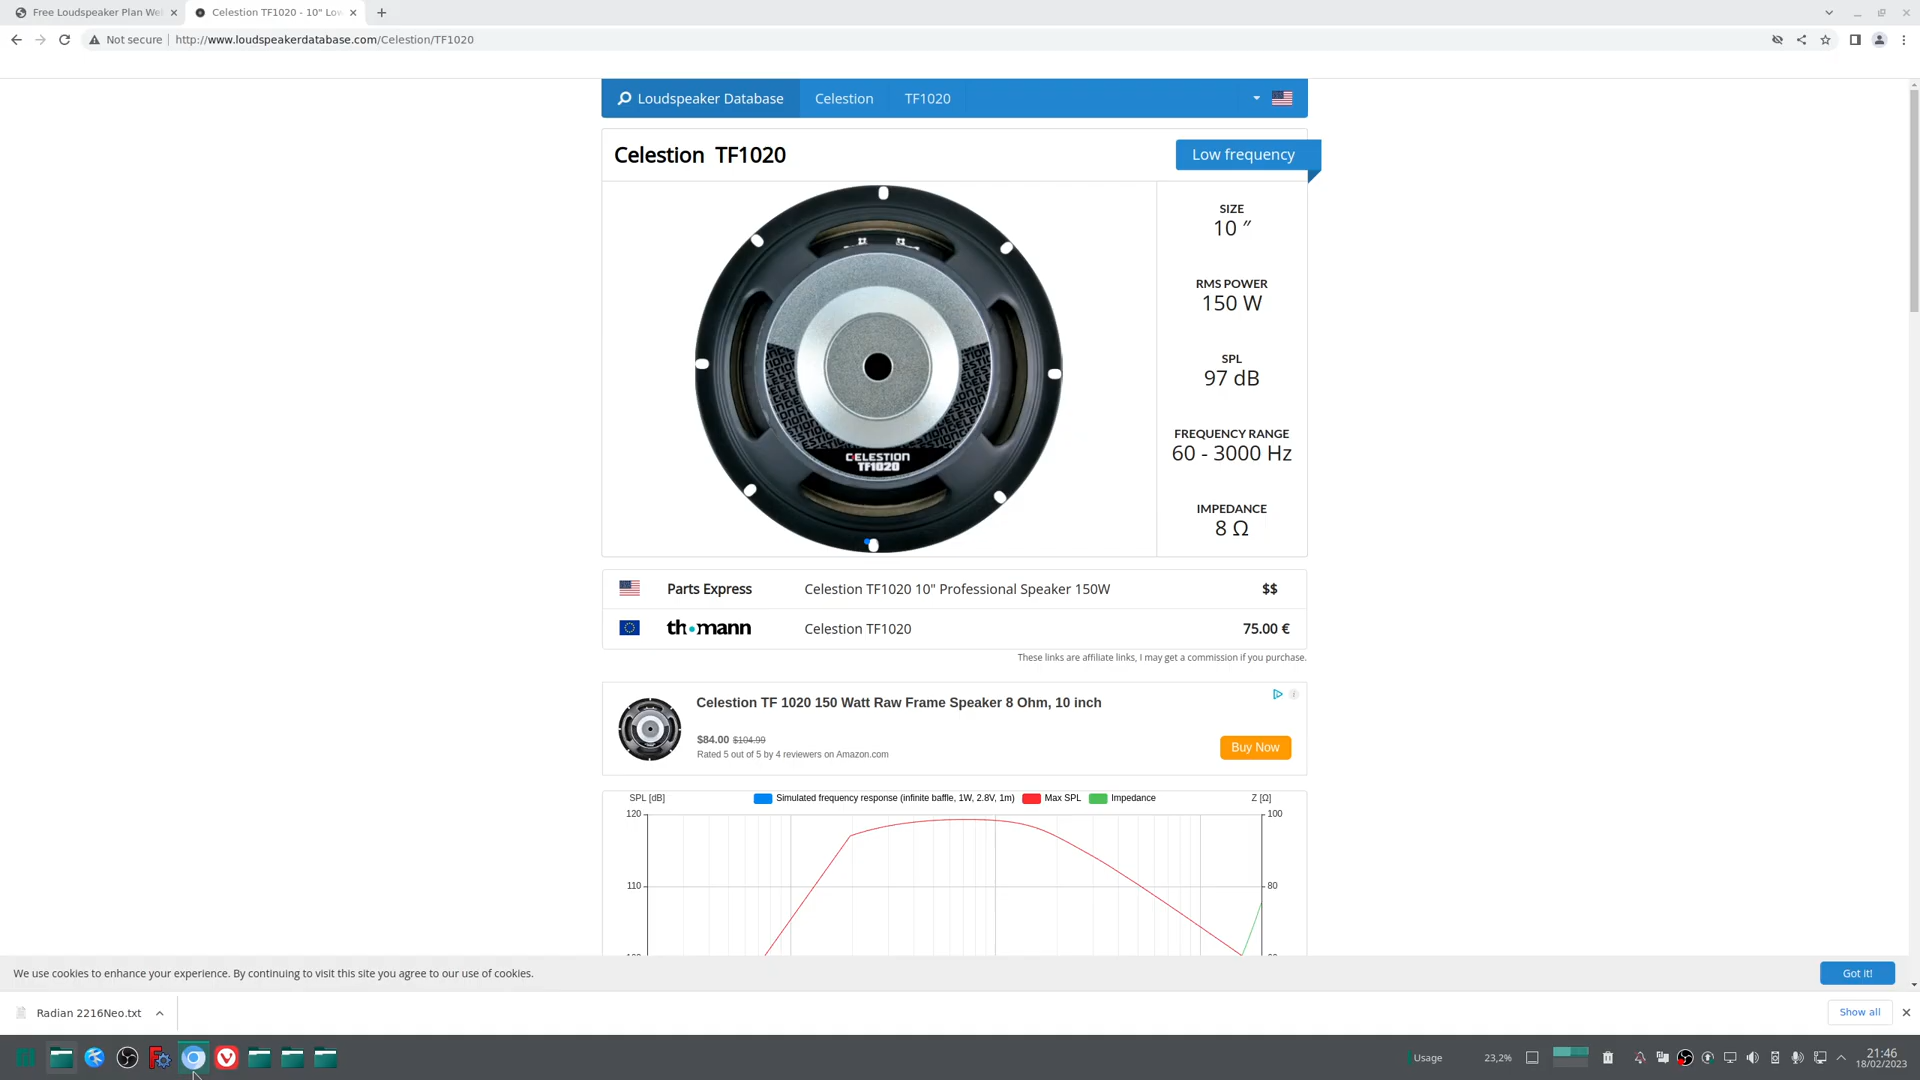 Free Loudspeaker Plan We
Celestion TF1020 - 10" Lo
Not secure
http://www.loudspeakerdatabase.com/Celestion/TF1020
Loudspeaker Database
Celestion
TF1020
Celestion TF1020
Low frequency
SIZE
10 ″
RMS POWER
150 W
SPL
97 dB
FREQUENCY RANGE
60 - 3000 Hz
IMPEDANCE
8 Ω
CELESTION
TF1020
Parts Express
Celestion TF1020 10" Professional Speaker 150W
$$
th•mann
Celestion TF1020
75.00 €
These links are affiliate links, I may get a commission if you purchase.
Celestion TF 1020 150 Watt Raw Frame Speaker 8 Ohm, 10 inch
$84.00 $104.99
Rated 5 out of 5 by 4 reviewers on Amazon.com
Buy Now
SPL [dB]
Simulated frequency response (infinite baffle, 1W, 2.8V, 1m)
Max SPL
Impedance
Z [Ω]
120
100
110
80
We use cookies to enhance your experience. By continuing to visit this site you agree to our use of cookies.
Got it!
Radian 2216Neo.txt
Show all
Usage
23,2%
21:46
18/02/2023